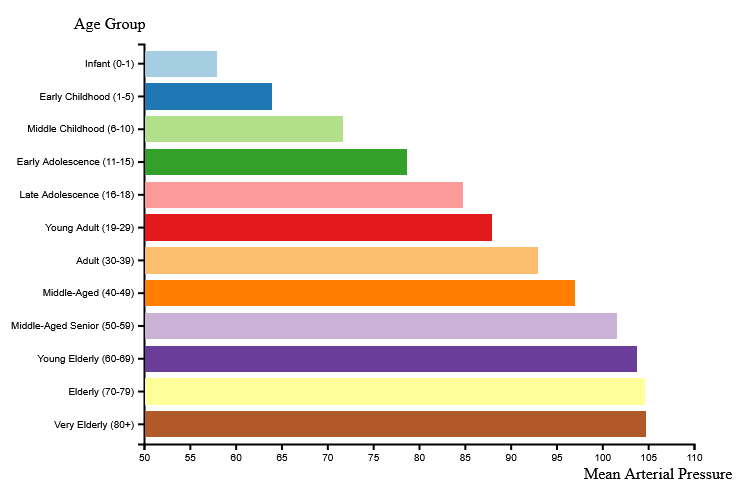 Age Group
Infant (0-1)
Early Childhood (1-5)
Middle Childhood (6-10)
Early Adolescence (11-15)
Late Adolescence (16-18)
Young Adult (19-29)
Adult (30-39)
Middle-Aged (40-49)
Middle-Aged Senior (50-59)
Young Elderly (60-69)
Elderly (70-79)
Very Elderly (80+)
50 55 60 65 70 75 80 85 90 95 100 105 110
Mean Arterial Pressure